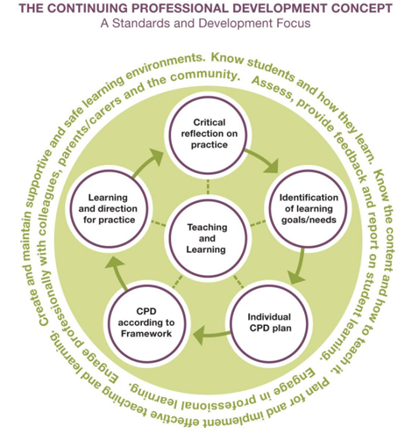 THE CONTINUING PROFESSIONAL DEVELOPMENT CONCEPT
A Standards and Development Focus
Know students and how they learn. Know the content and how to teach it. Plan for and implement effective teaching and learning. Create and maintain supportive and safe learning environments.
Assess, provide feedback and report on student learning. Engage in professional learning. Engage professionally with colleagues, parents/carers and the community.
Critical
reflection on
practice
Identification
of learning
goals/needs
Individual
CPD plan
CPD
according to
Framework
Learning
and direction
for practice
Teaching
and
Learning